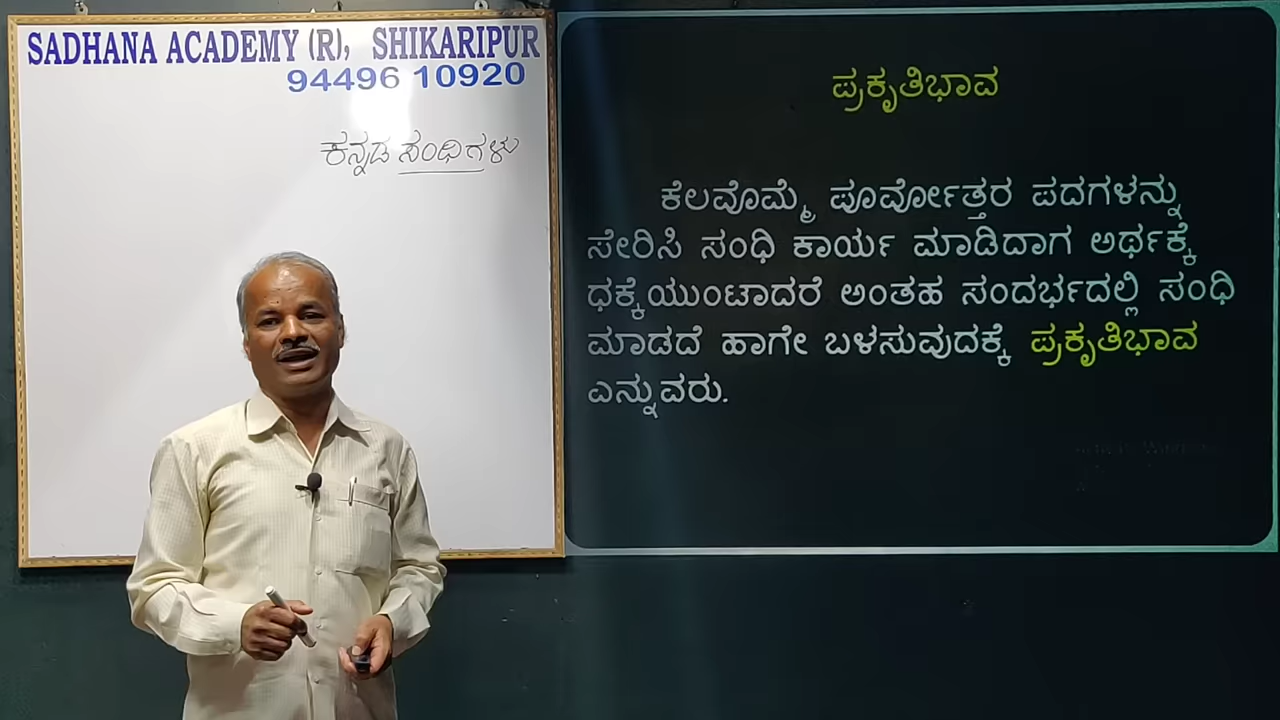 SADHANA ACADEMY (R), SHIKARIPUR
94496 10920
ಕನ್ನಡ ಸಂಧಿಗಳು
ಪ್ರಕೃತಿಭಾವ
ಕೆಲವೊಮ್ಮೆ ಪೂರ್ವೋತ್ತರ ಪದಗಳನ್ನು
ಸೇರಿಸಿ ಸಂಧಿ ಕಾರ್ಯ ಮಾಡಿದಾಗ ಅರ್ಥಕ್ಕೆ
ಧಕ್ಕೆಯುಂಟಾದರೆ ಅಂತಹ ಸಂದರ್ಭದಲ್ಲಿ ಸಂಧಿ
ಮಾಡದೆ ಹಾಗೇ ಬಳಸುವುದಕ್ಕೆ ಪ್ರಕೃತಿಭಾವ
ಎನ್ನುವರು.